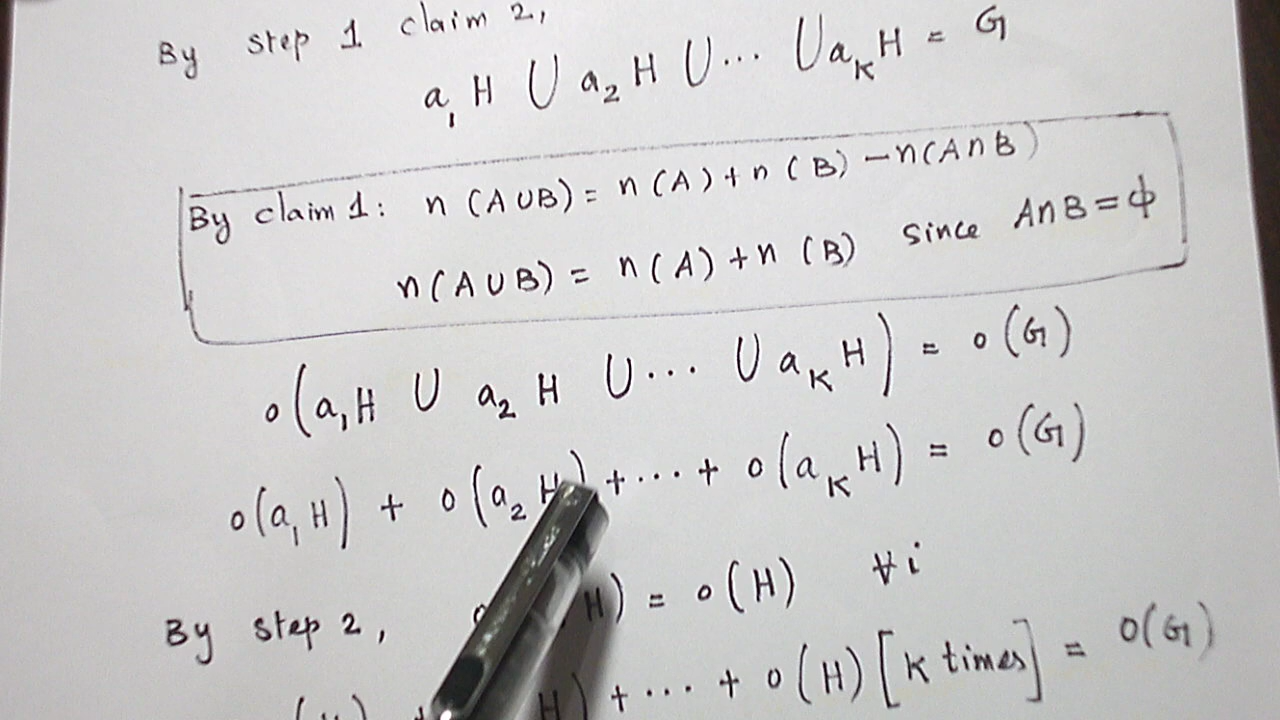 By step 1 claim 2,
a₁H ∪ a₂H ∪ ... ∪ aₖH = G
By claim 1: n(A∪B) = n(A) + n(B) − n(A∩B)
n(A∪B) = n(A) + n(B) since A∩B = ϕ
o(a₁H ∪ a₂H ∪ ... ∪ aₖH) = o(G)
o(a₁H) + o(a₂H) + ... + o(aₖH) = o(G)
By step 2, H) = o(H) ∀i
H) + ... + o(H) [K times] = O(G)